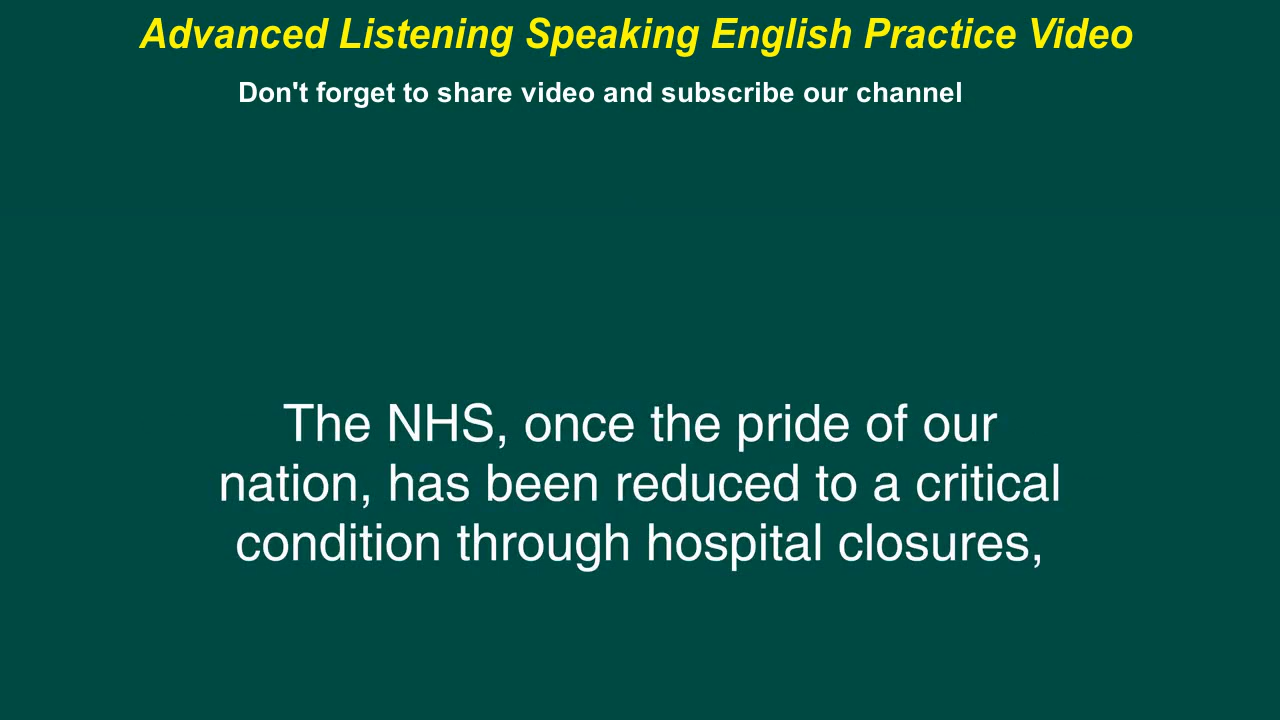 Advanced Listening Speaking English Practice Video
Don't forget to share video and subscribe our channel
The NHS, once the pride of our
nation, has been reduced to a critical
condition through hospital closures,